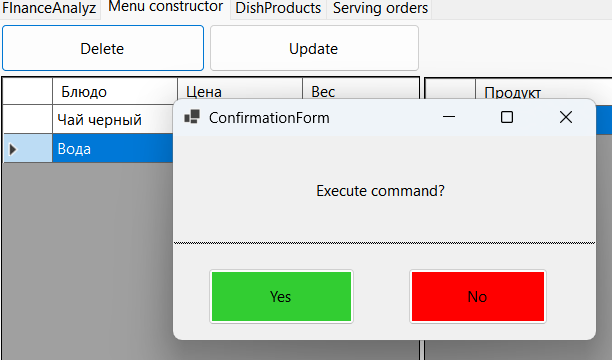 FInanceAnalyz Menu constructor DishProducts Serving orders
Delete Update
Блюдо Цена Вес Продукт
Чай черный
Вода
ConfirmationForm
Execute command?
Yes No